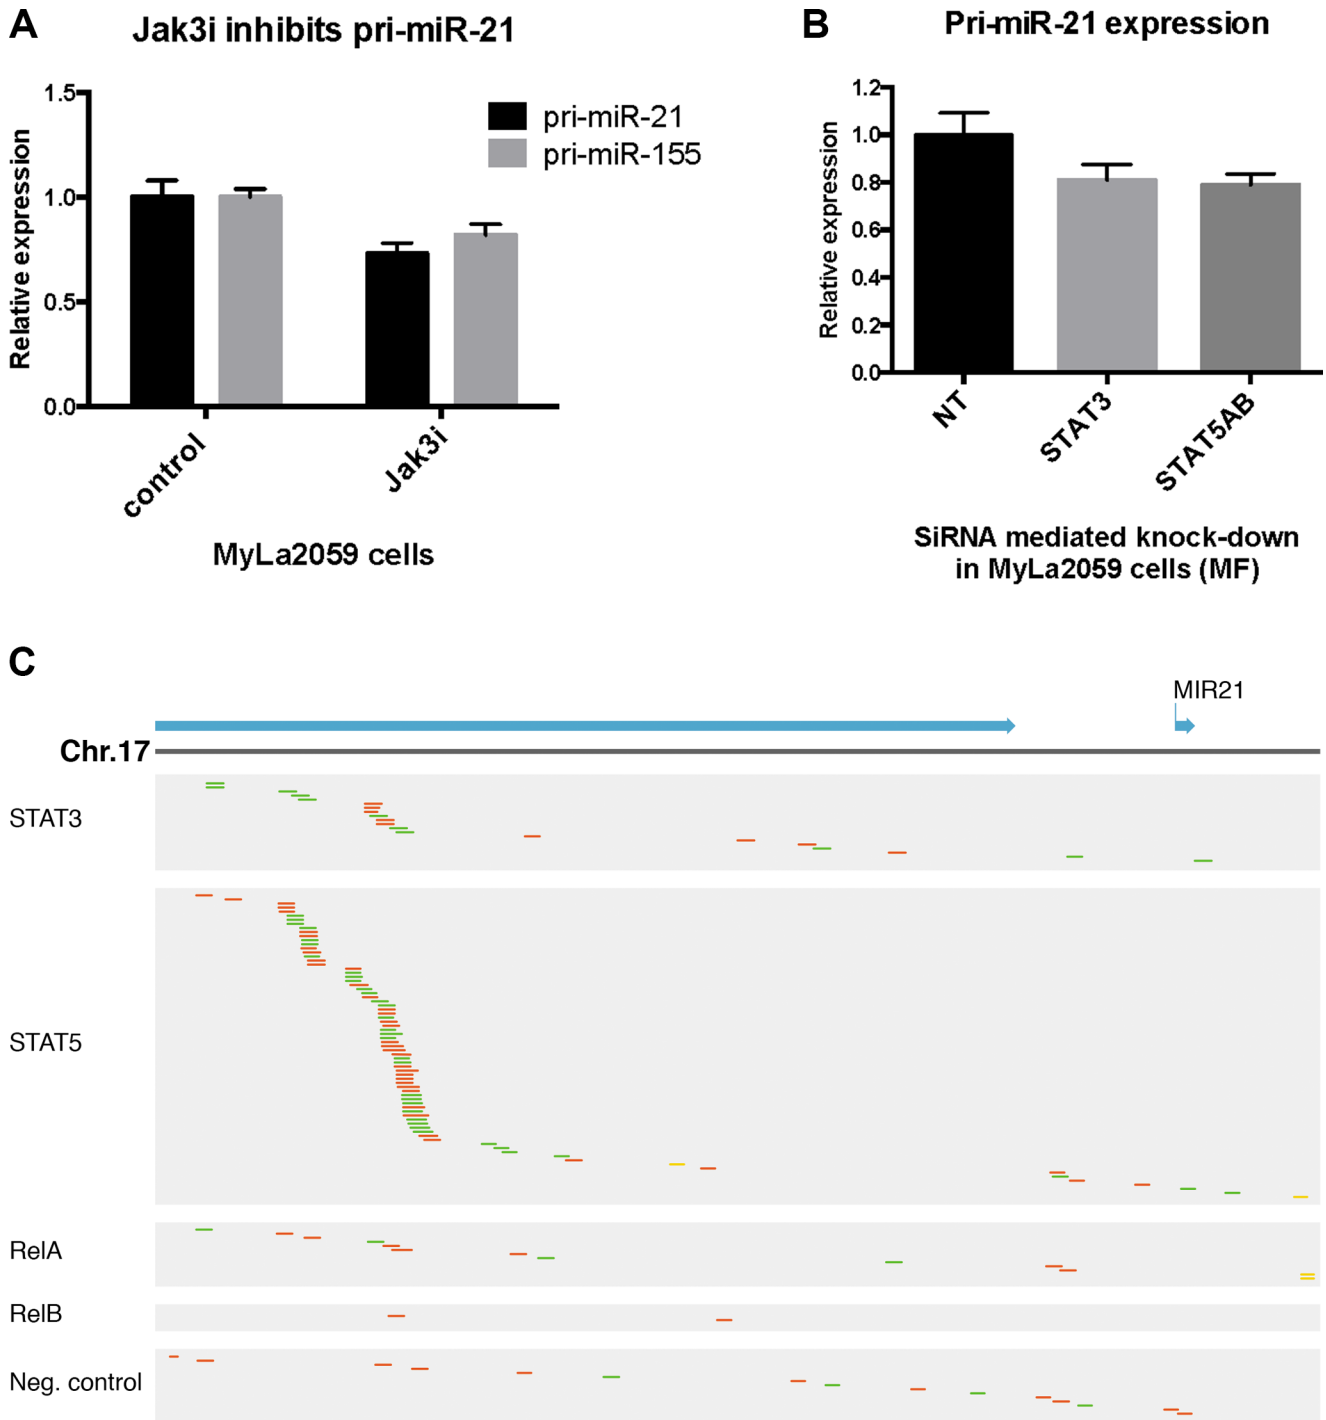 A
Jak3i inhibits pri-miR-21
1.5
1.0
0.5
0.0
Relative expression
pri-miR-21
pri-miR-155
control
Jak3i
MyLa2059 cells
B
Pri-miR-21 expression
1.2
1.0
0.8
0.6
0.4
0.2
0.0
Relative expression
NT
STAT3
STAT5AB
SiRNA mediated knock-down
in MyLa2059 cells (MF)
C
MIR21
Chr.17
STAT3
STAT5
RelA
RelB
Neg. control